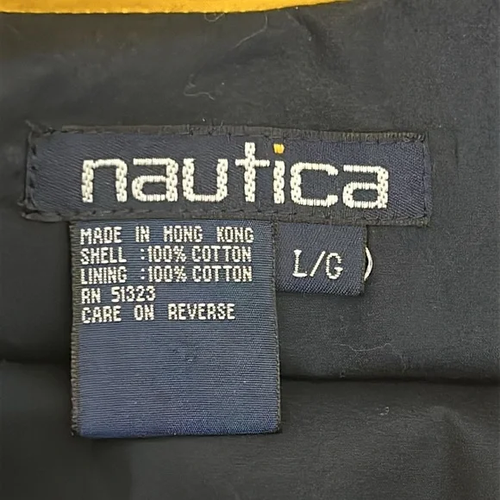 nautica
MADE IN HONG KONG
SHELL :100% COTTON
LINING :100% COTTON
RN 51323
CARE ON REVERSE
L/G